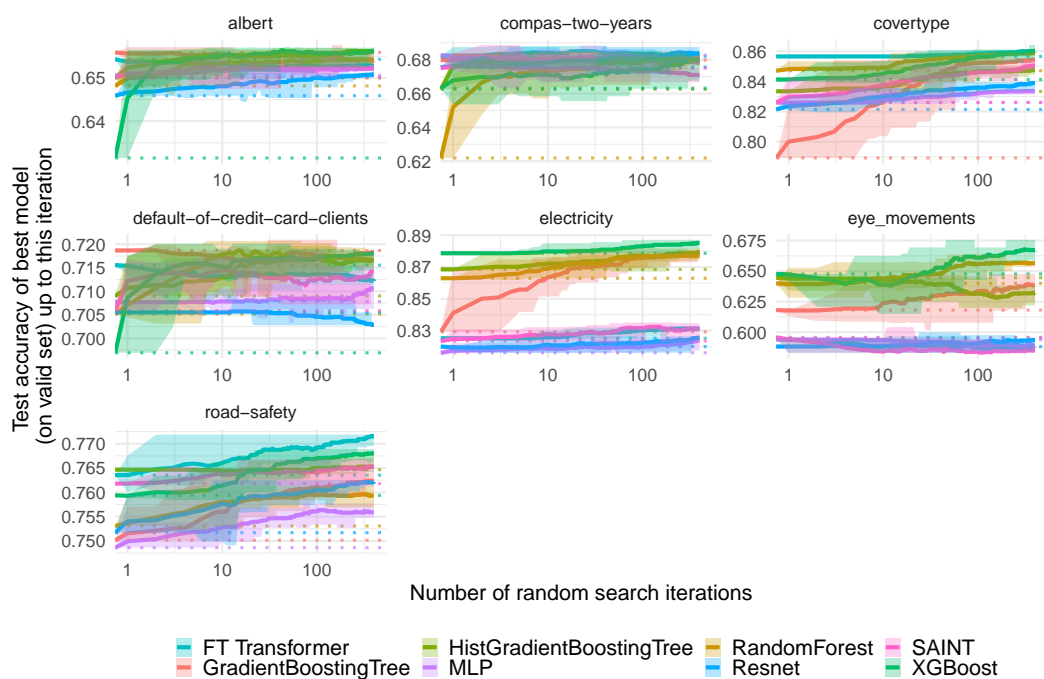 albert
compas-two-years
covertype
0.65
0.64
1
10
100
0.68
0.66
0.64
0.62
1
10
100
0.86
0.84
0.82
0.80
1
10
100
default-of-credit-card-clients
electricity
eye_movements
0.720
0.715
0.710
0.705
0.700
1
10
100
0.89
0.87
0.85
0.83
1
10
100
0.675
0.650
0.625
0.600
1
10
100
road-safety
0.770
0.765
0.760
0.755
0.750
1
10
100
Test accuracy of best model
(on valid set) up to this iteration
Number of random search iterations
FT Transformer
HistGradientBoostingTree
RandomForest
SAINT
GradientBoostingTree
MLP
Resnet
XGBoost